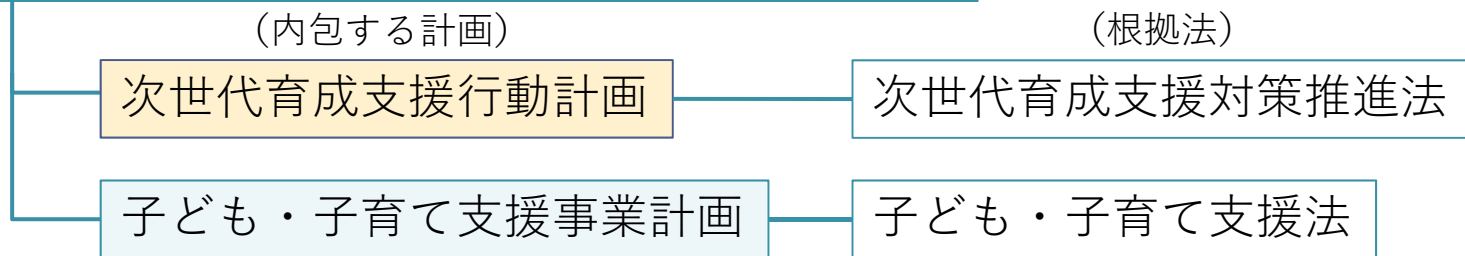 （内包する計画）
（根拠法）
次世代育成支援行動計画
次世代育成支援対策推進法
子ども・子育て支援事業計画
子ども・子育て支援法